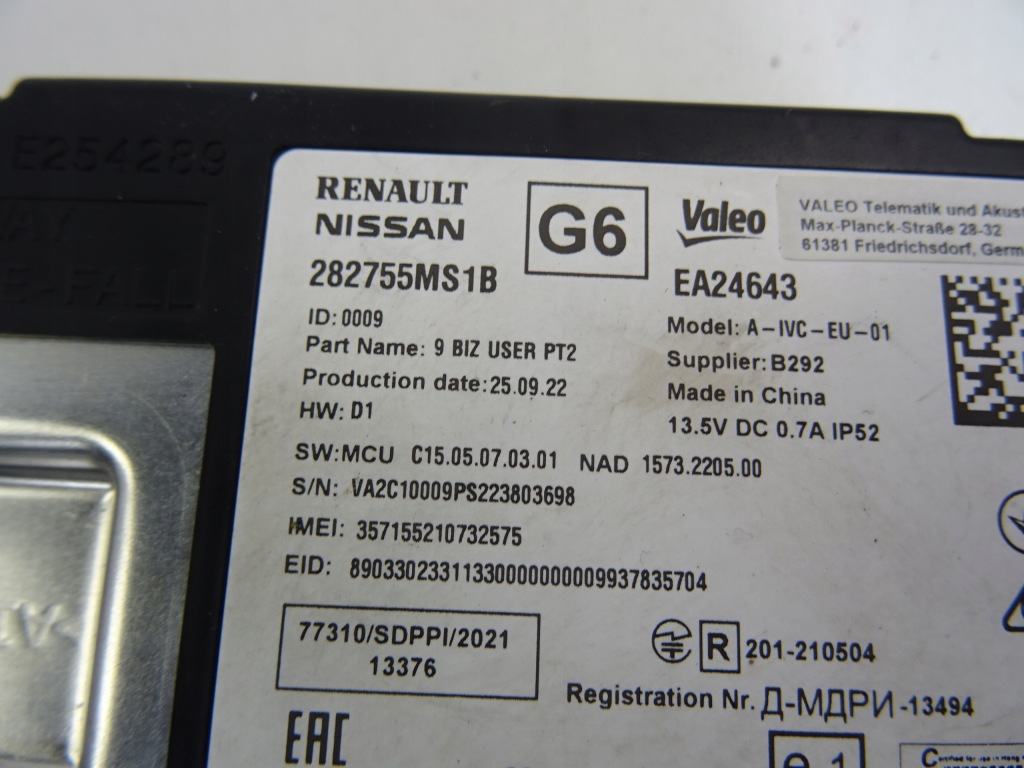 E254289
RENAULT
NISSAN
282755MS1B
G6
Valeo
VALEO Telematik und
Max-Planck-Straße 28-32
61381 Friedrichsdorf,
EA24643
ID: 0009
Part Name: 9 BIZ USER PT2
Production date: 25.09.22
HW: D1
Model: A-IVC-EU-01
Supplier: B292
Made in China
13.5V DC 0.7A IP52
SW:MCU C15.05.07.03.01 NAD 1573.2205.00
S/N: VA2C10009PS223803698
IMEI: 357155210732575
EID: 89033023311330000000009937835704
77310/SDPPI/2021
13376
R 201-210504
Registration Nr. Д-МДРИ-13494
EAC
e 1